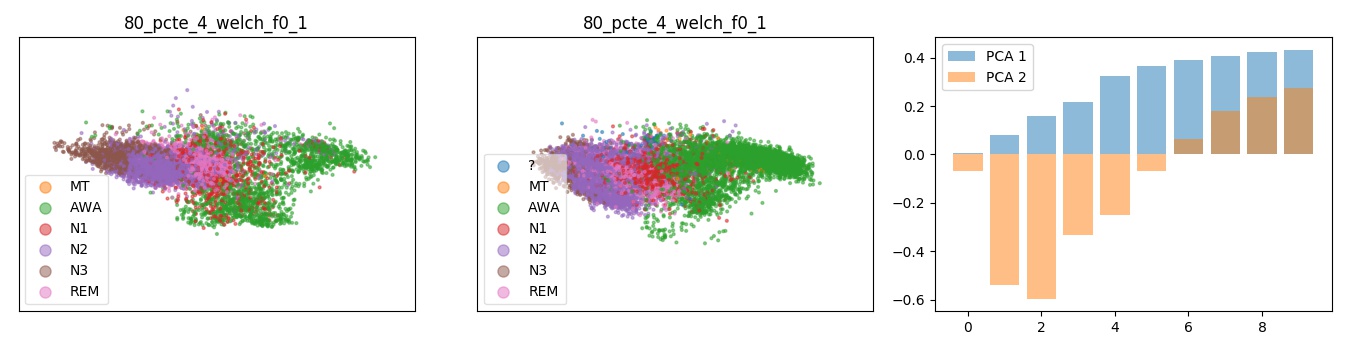 80_pcte_4_welch_f0_1
MT
AWA
N1
N2
N3
REM
80_pcte_4_welch_f0_1
?
MT
AWA
N1
N2
N3
REM
PCA 1
PCA 2
0.4
0.2
0.0
−0.2
−0.4
−0.6
0 2 4 6 8